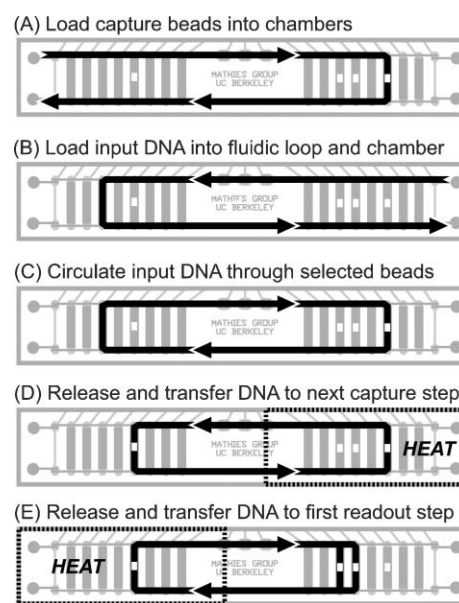 (A) Load capture beads into chambers
MATHIES GROUP
UC BERKELEY
(B) Load input DNA into fluidic loop and chamber
MATHIES GROUP
UC BERKELEY
(C) Circulate input DNA through selected beads
MATHIES GROUP
UC BERKELEY
(D) Release and transfer DNA to next capture step
MATHIES GROUP
UC BERKELEY
HEAT
(E) Release and transfer DNA to first readout step
HEAT
MATHIES GROUP
UC BERKELEY